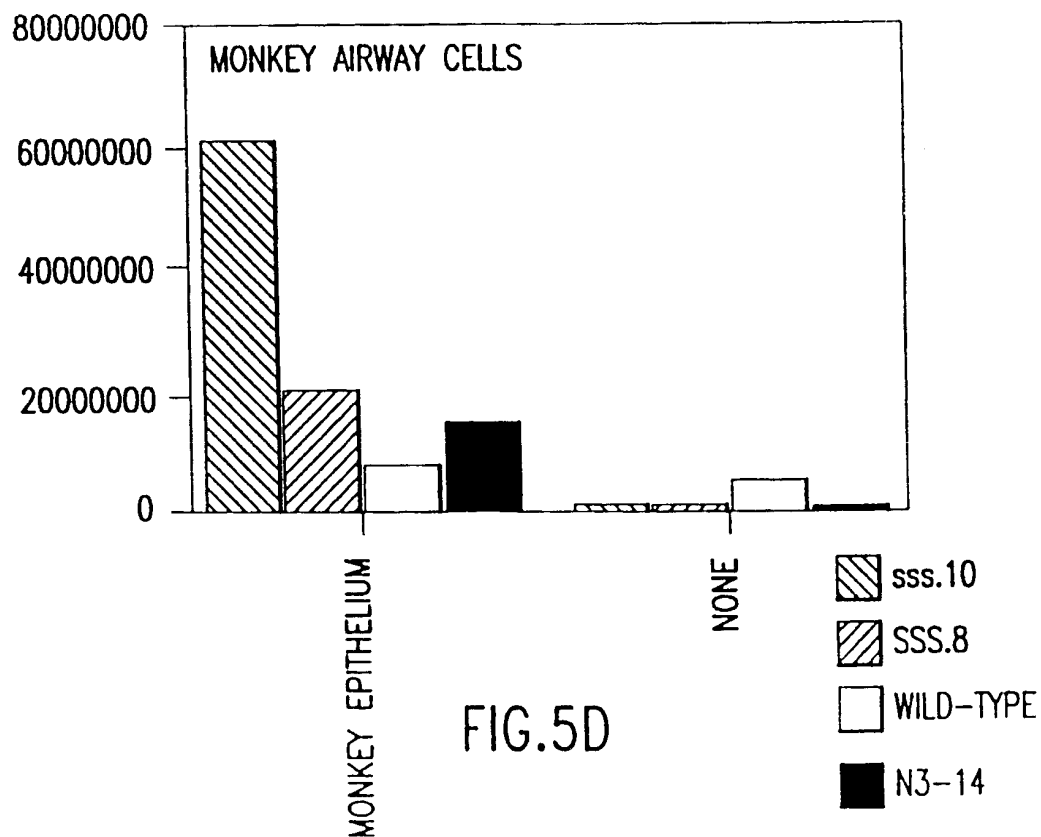 80000000
MONKEY AIRWAY CELLS
60000000
40000000
20000000
0
MONKEY EPITHELIUM
NONE
sss.10
SSS.8
WILD-TYPE
N3-14
FIG.5D